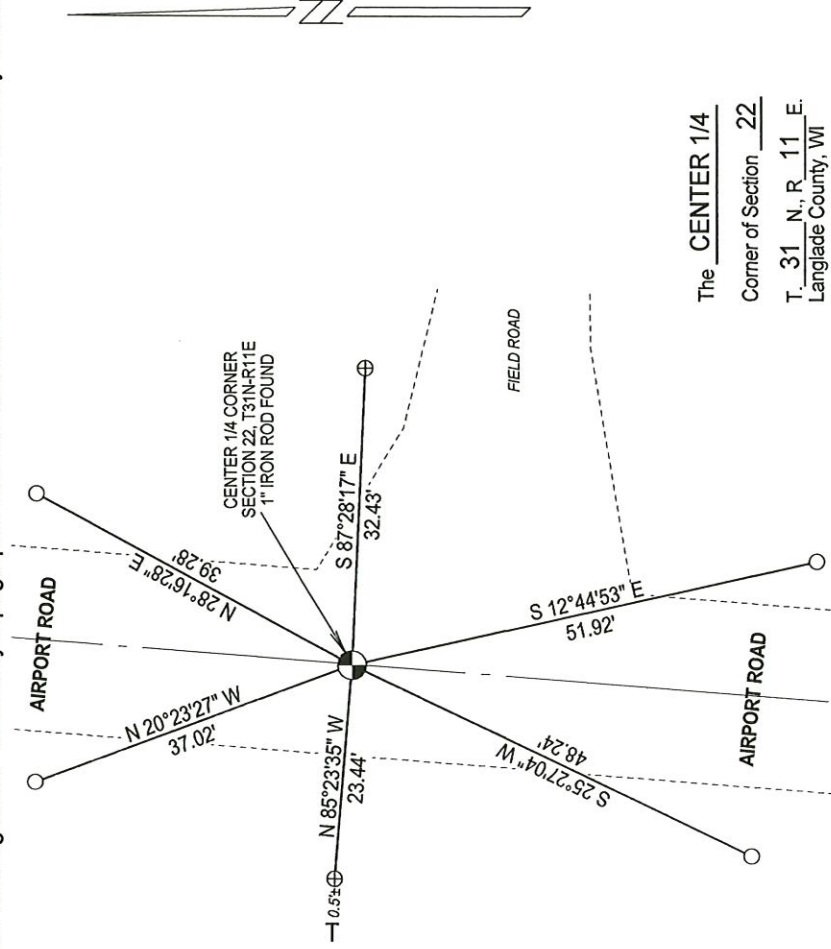 AIRPORT ROAD
N 28°16'28" E
39.28'
N 20°23'27" W
37.02'
CENTER 1/4 CORNER
SECTION 22, T31N-R11E
1" IRON ROD FOUND
S 87°28'17" E
32.43'
N 85°23'35" W
23.44'
T 0.5'±
FIELD ROAD
S 12°44'53" E
51.92'
S 25°27'04" W
48.24'
AIRPORT ROAD
The CENTER 1/4
Corner of Section 22
T. 31 N., R 11 E.
Langlade County, WI
N